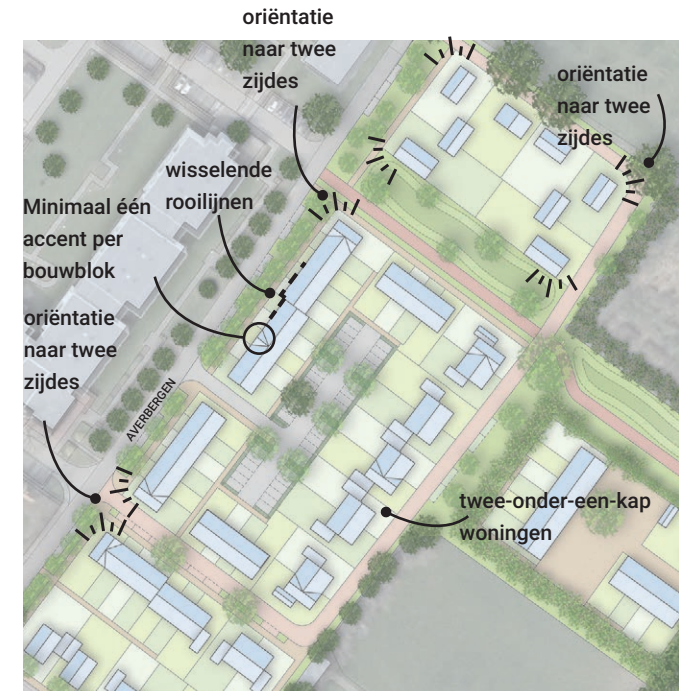 oriëntatie
naar twee
zijdes
oriëntatie
naar twee
zijdes
wisselende
rooilijnen
Minimaal één
accent per
bouwblok
oriëntatie
naar twee
zijdes
AVERBERGEN
twee-onder-een-kap
woningen